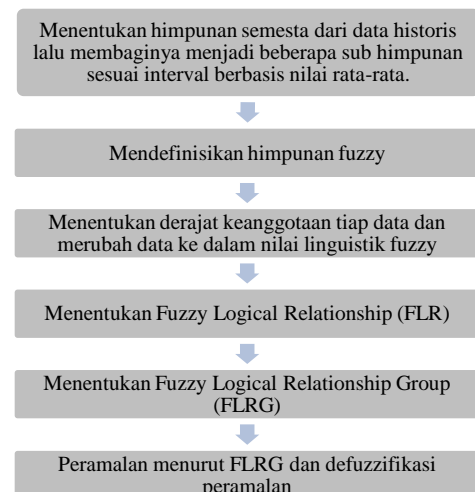 Menentukan himpunan semesta dari data historis
lalu membaginya menjadi beberapa sub himpunan
sesuai interval berbasis nilai rata-rata.
Mendefinisikan himpunan fuzzy
Menentukan derajat keanggotaan tiap data dan
merubah data ke dalam nilai linguistik fuzzy
Menentukan Fuzzy Logical Relationship (FLR)
Menentukan Fuzzy Logical Relationship Group
(FLRG)
Peramalan menurut FLRG dan defuzzifikasi
peramalan